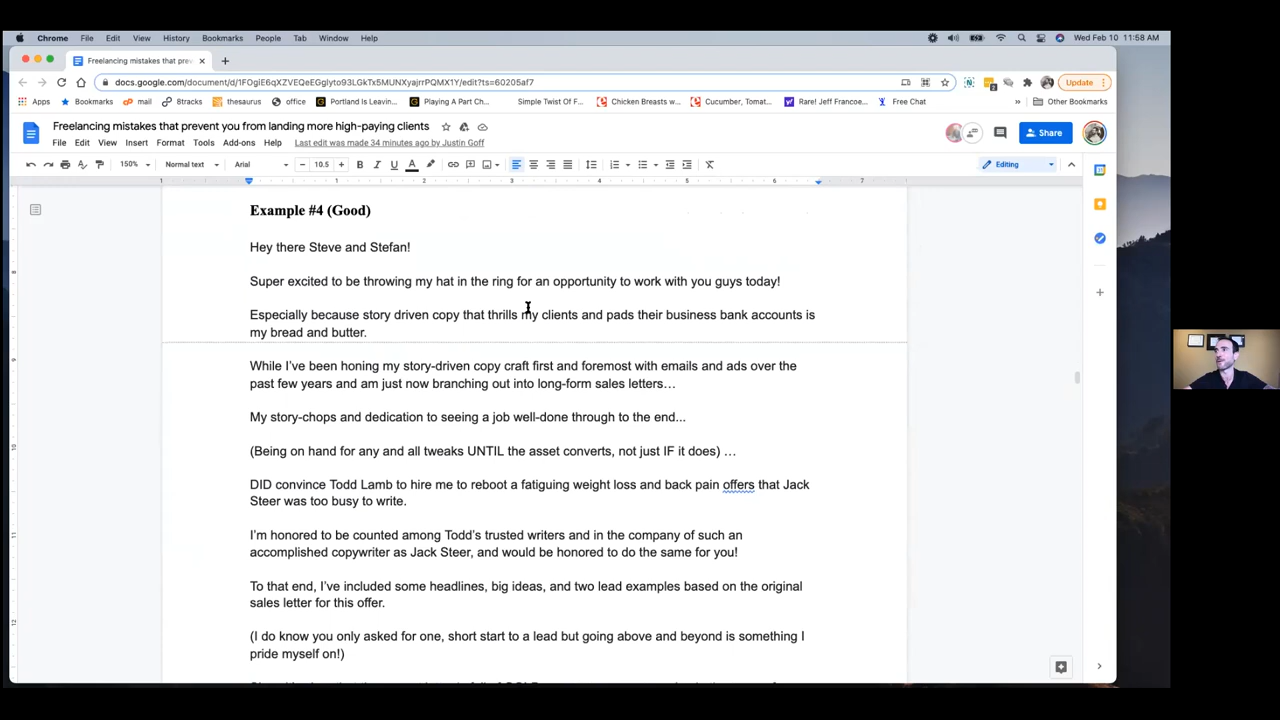 Chrome File Edit View History Bookmarks People Tab Window Help Wed Feb 10 11:58 AM
Freelancing mistakes that prev
docs.google.com/document/d/1FOgiE6qXZVEQeEGglyto93LGkTx5MUNXyajrrPQMX1Y/edit?ts=60205af7 Update
Apps Bookmarks mail 8tracks thesaurus office Portland Is Leavin... Playing A Part Ch... Simple Twist Of F... Chicken Breasts w... Cucumber, Tomat... Rare! Jeff Francoe... Free Chat » Other Bookmarks
Freelancing mistakes that prevent you from landing more high-paying clients
File Edit View Insert Format Tools Add-ons Help Last edit was made 34 minutes ago by Justin Goff Share
150% Normal text Arial 10.5 B I U A Editing
1 1 2 3 4 5 6 7
Example #4 (Good)
Hey there Steve and Stefan!
Super excited to be throwing my hat in the ring for an opportunity to work with you guys today!
Especially because story driven copy that thrills my clients and pads their business bank accounts is
my bread and butter.
While I've been honing my story-driven copy craft first and foremost with emails and ads over the
past few years and am just now branching out into long-form sales letters…
My story-chops and dedication to seeing a job well-done through to the end...
(Being on hand for any and all tweaks UNTIL the asset converts, not just IF it does) …
DID convince Todd Lamb to hire me to reboot a fatiguing weight loss and back pain offers that Jack
Steer was too busy to write.
I'm honored to be counted among Todd's trusted writers and in the company of such an
accomplished copywriter as Jack Steer, and would be honored to do the same for you!
To that end, I've included some headlines, big ideas, and two lead examples based on the original
sales letter for this offer.
(I do know you only asked for one, short start to a lead but going above and beyond is something I
pride myself on!)